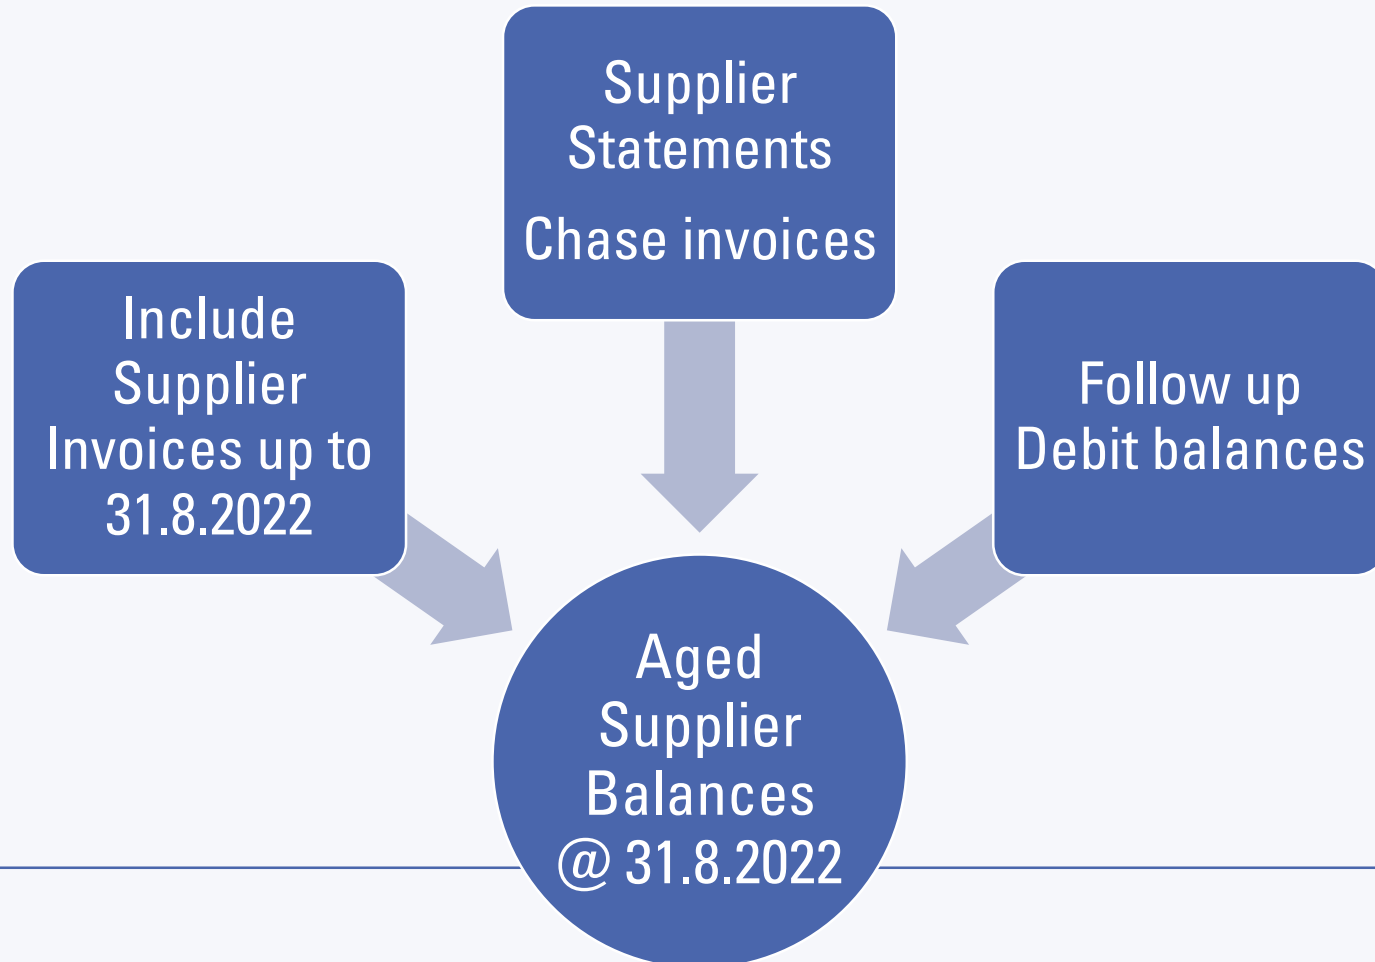 Supplier
Statements
Chase invoices
Include
Supplier
Invoices up to
31.8.2022
Follow up
Debit balances
Aged
Supplier
Balances
@ 31.8.2022